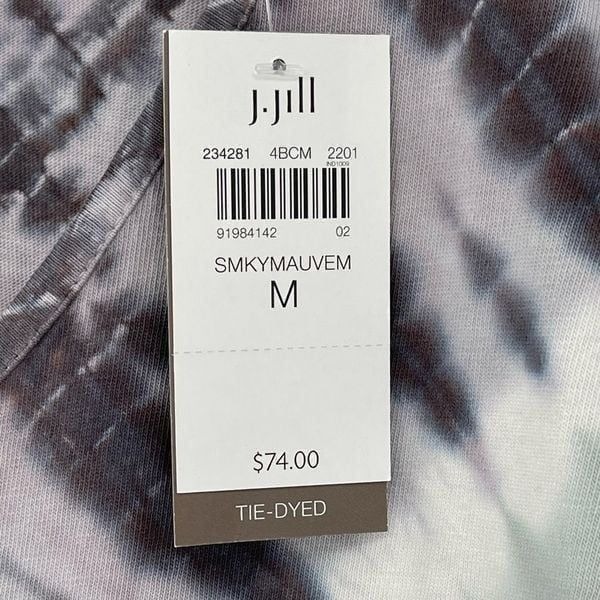 J.Jill
234281 4BCM 2201
IND1009
91984142 02
SMKYMAUVEM
M
$74.00
TIE-DYED